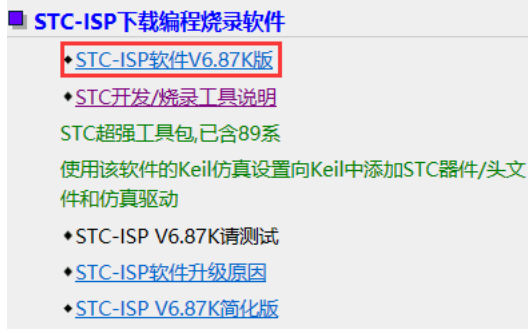 STC-ISP下载编程烧录软件
STC-ISP软件V6.87K版
STC开发/烧录工具说明
STC超强工具包,已含89系
使用该软件的Keil仿真设置向Keil中添加STC器件/头文
件和仿真驱动
STC-ISP V6.87K请测试
STC-ISP软件升级原因
STC-ISP V6.87K简化版